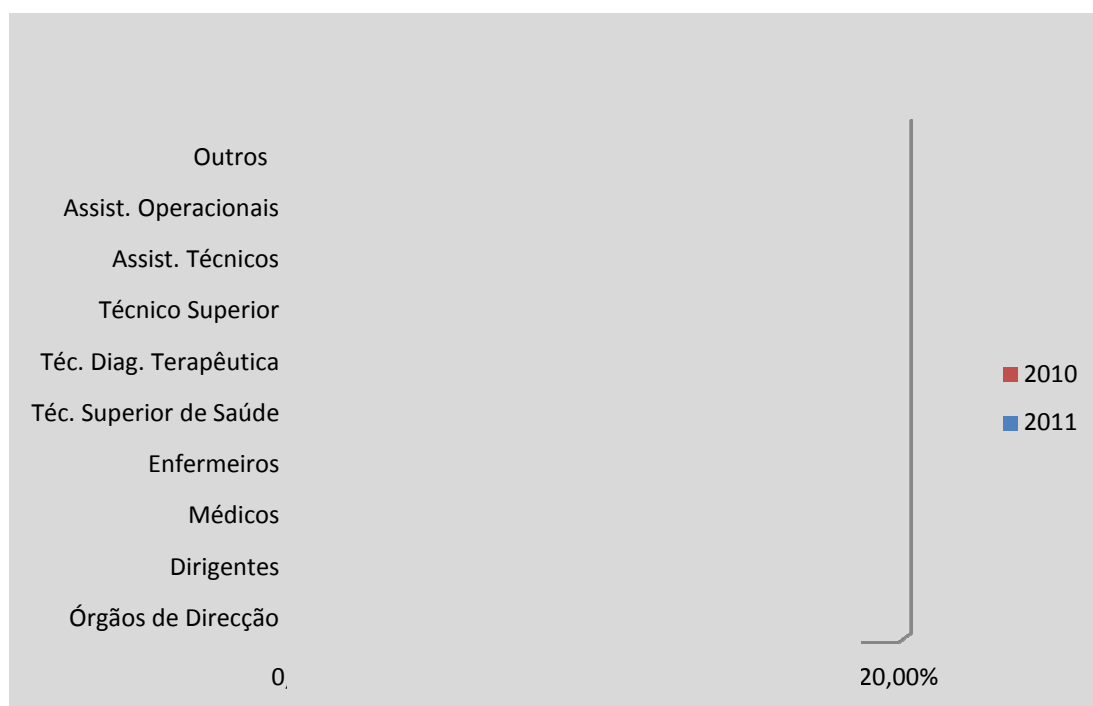 Outros
Assist. Operacionais
Assist. Técnicos
Técnico Superior
Téc. Diag. Terapêutica
Téc. Superior de Saúde
Enfermeiros
Médicos
Dirigentes
Órgãos de Direcção
0,
20,00%
2010
2011